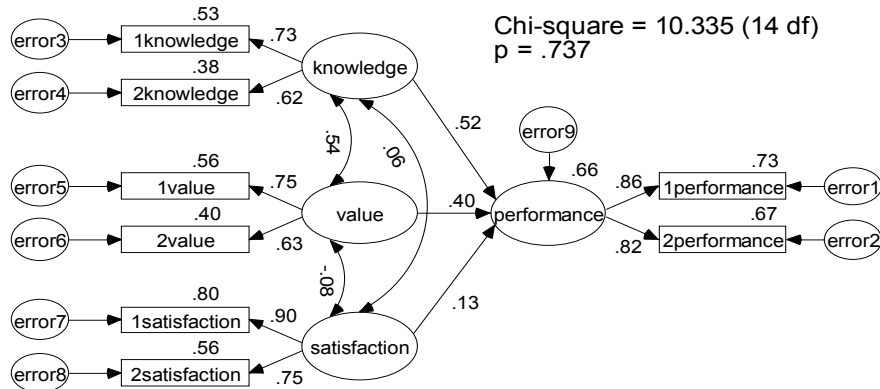 Chi-square = 10.335 (14 df)
p = .737
.53
error3
1knowledge
.73
knowledge
.38
error4
2knowledge
.62
.54
.06
.52
error9
.56
error5
1value
.75
value
.40
error6
2value
.63
.40
.66
performance
.86
.73
1performance
error1
.82
.67
2performance
error2
-.08
.13
.80
error7
1satisfaction
.90
satisfaction
.56
error8
2satisfaction
.75